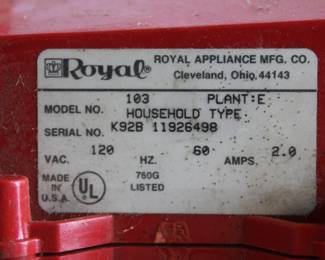 Royal® ROYAL APPLIANCE MFG. CO.
Cleveland, Ohio. 44143
103 PLANT:E
MODEL NO. HOUSEHOLD TYPE
SERIAL NO. K92B 11926498
VAC. 120 HZ. 60 AMPS. 2.0
MADE IN U.S.A. UL® 750G LISTED